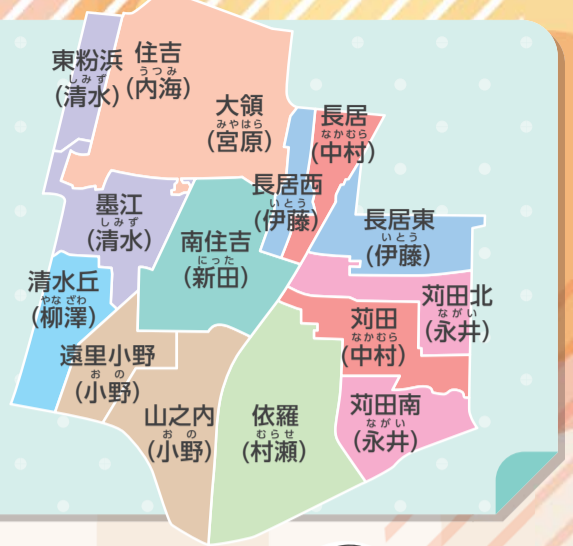 東粉浜
しみず
(清水)
住吉
うつみ
(内海)
大領
みやはら
(宮原)
長居
なかむら
(中村)
長居西
いとう
(伊藤)
長居東
いとう
(伊藤)
墨江
しみず
(清水)
南住吉
にった
(新田)
清水丘
やなざわ
(柳澤)
苅田北
ながい
(永井)
苅田
なかむら
(中村)
遠里小野
おの
(小野)
山之内
おの
(小野)
依羅
むらせ
(村瀬)
苅田南
ながい
(永井)